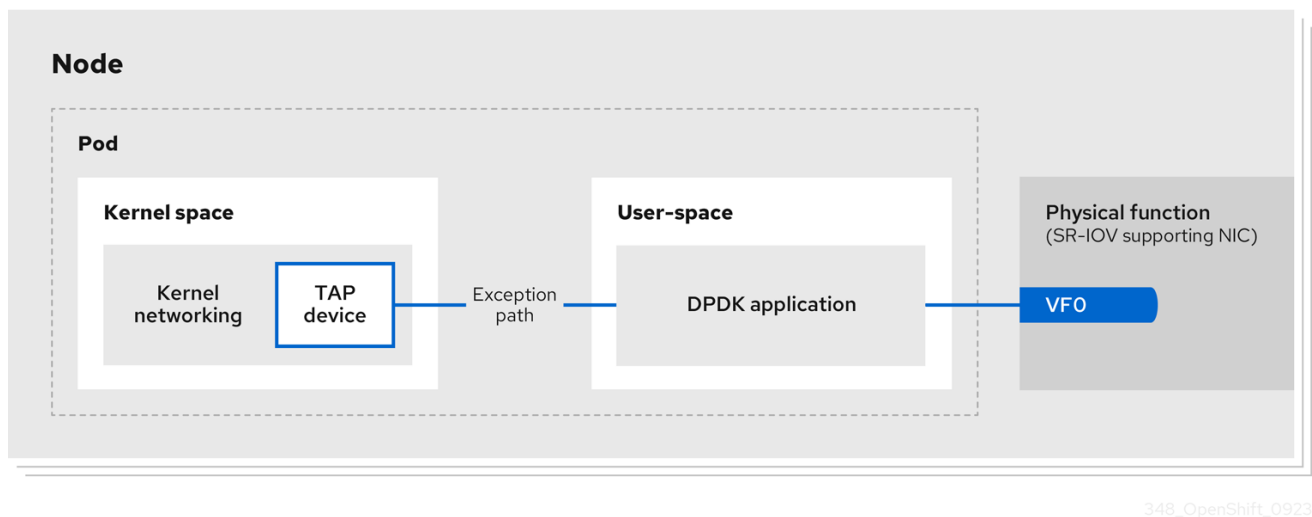 Node
Pod
Kernel space
Kernel
networking
TAP
device
Exception
path
User-space
DPDK application
Physical function
(SR-IOV supporting NIC)
VF0
348_OpenShift_0923